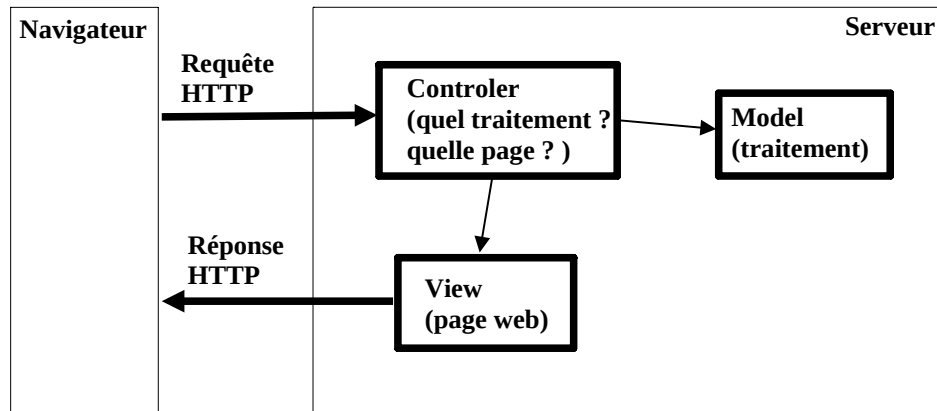 Navigateur
Serveur
Requête
HTTP
Controler
(quel traitement ?
quelle page ? )
Model
(traitement)
Réponse
HTTP
View
(page web)